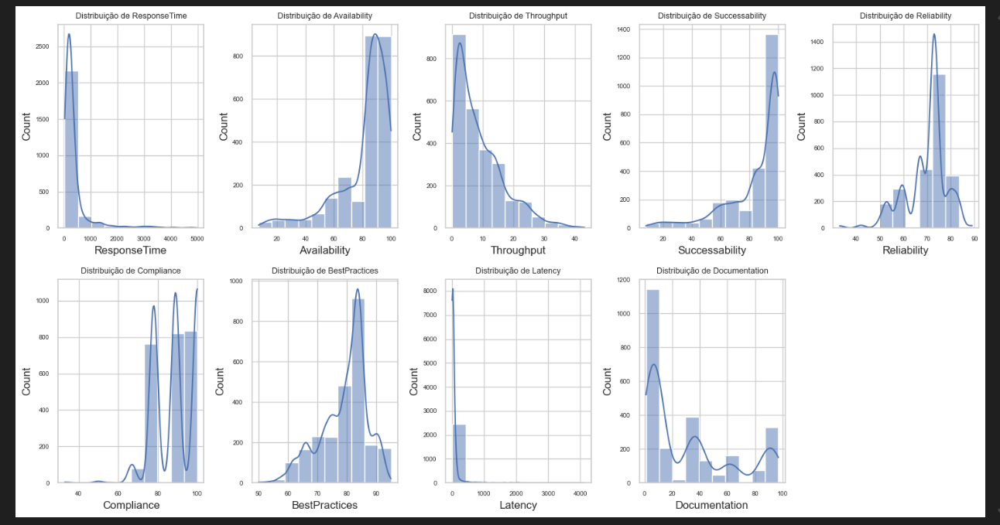 Distribuição de ResponseTime
Distribuição de Availability
Distribuição de Throughput
Distribuição de Successability
Distribuição de Reliability
Count
2500
2000
1500
1000
500
0
0 1000 2000 3000 4000 5000
ResponseTime
Count
800
600
400
200
0
20 40 60 80 100
Availability
Count
800
600
400
200
0
0 10 20 30 40
Throughput
Count
1400
1200
1000
800
600
400
200
0
20 40 60 80 100
Successability
Count
1400
1200
1000
800
600
400
200
0
40 50 60 70 80 90
Reliability
Distribuição de Compliance
Distribuição de BestPractices
Distribuição de Latency
Distribuição de Documentation
Count
1000
800
600
400
200
0
40 60 80 100
Compliance
Count
1000
800
600
400
200
0
50 60 70 80 90
BestPractices
Count
8000
7000
6000
5000
4000
3000
2000
1000
0
0 1000 2000 3000 4000
Latency
Count
1200
1000
800
600
400
200
0
0 20 40 60 80 100
Documentation